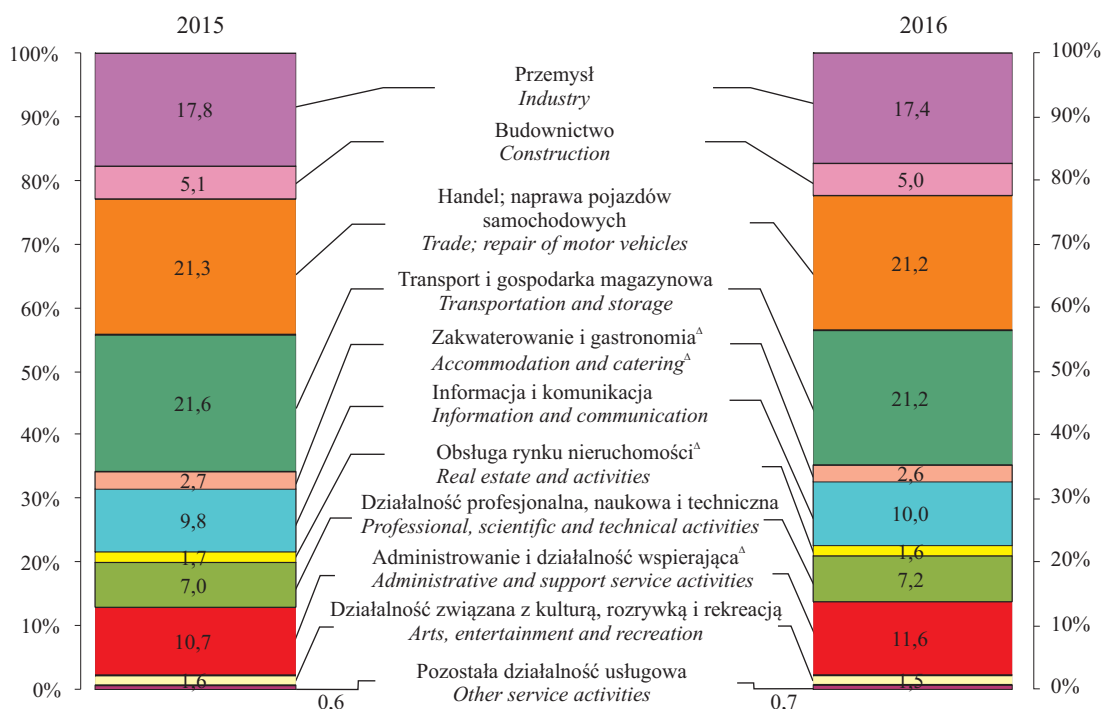 2015
2016
100%
90%
80%
70%
60%
50%
40%
30%
20%
10%
0%
17,8
5,1
21,3
21,6
2,7
9,8
1,7
7,0
10,7
1,6
0,6
Przemysł
Industry
Budownictwo
Construction
Handel; naprawa pojazdów
samochodowych
Trade; repair of motor vehicles
Transport i gospodarka magazynowa
Transportation and storage
Zakwaterowanie i gastronomiaΔ
Accommodation and cateringΔ
Informacja i komunikacja
Information and communication
Obsługa rynku nieruchomościΔ
Real estate and activities
Działalność profesjonalna, naukowa i techniczna
Professional, scientific and technical activities
Administrowanie i działalność wspierającaΔ
Administrative and support service activities
Działalność związana z kulturą, rozrywką i rekreacją
Arts, entertainment and recreation
Pozostała działalność usługowa
Other service activities
17,4
5,0
21,2
21,2
2,6
10,0
1,6
7,2
11,6
1,5
0,7
100%
90%
80%
70%
60%
50%
40%
30%
20%
10%
0%